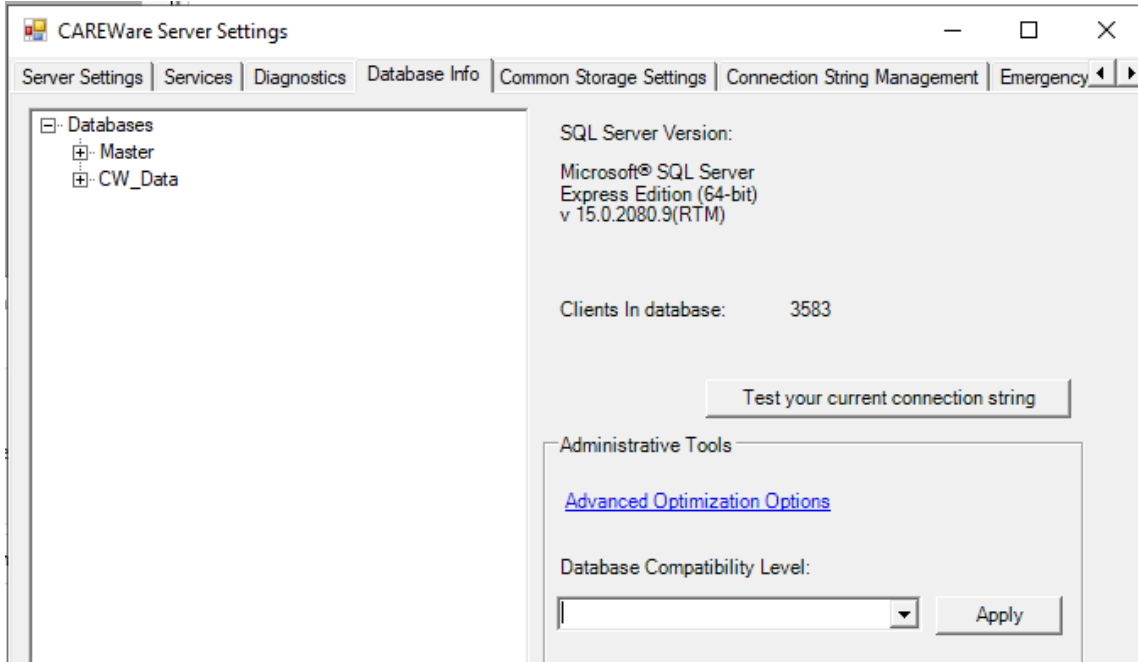 CAREWare Server Settings
Server Settings Services Diagnostics Database Info Common Storage Settings Connection String Management Emergency
Databases
Master
CW_Data
SQL Server Version:
Microsoft® SQL Server
Express Edition (64-bit)
v 15.0.2080.9(RTM)
Clients In database: 3583
Test your current connection string
Administrative Tools
Advanced Optimization Options
Database Compatibility Level:
Apply